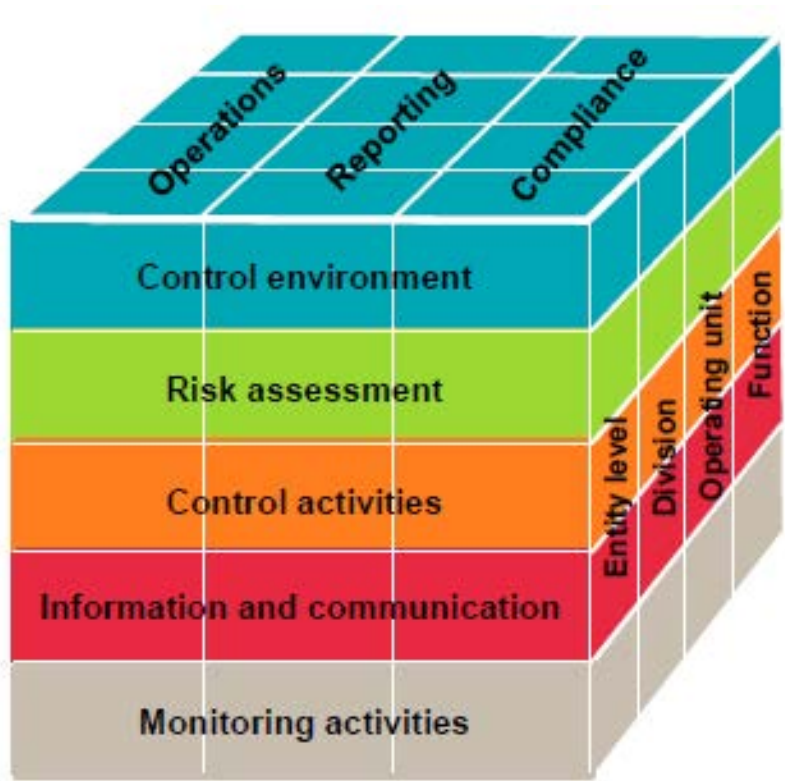 Operations
Reporting
Compliance
Control environment
Risk assessment
Control activities
Information and communication
Monitoring activities
Entity level
Division
Operating unit
Function